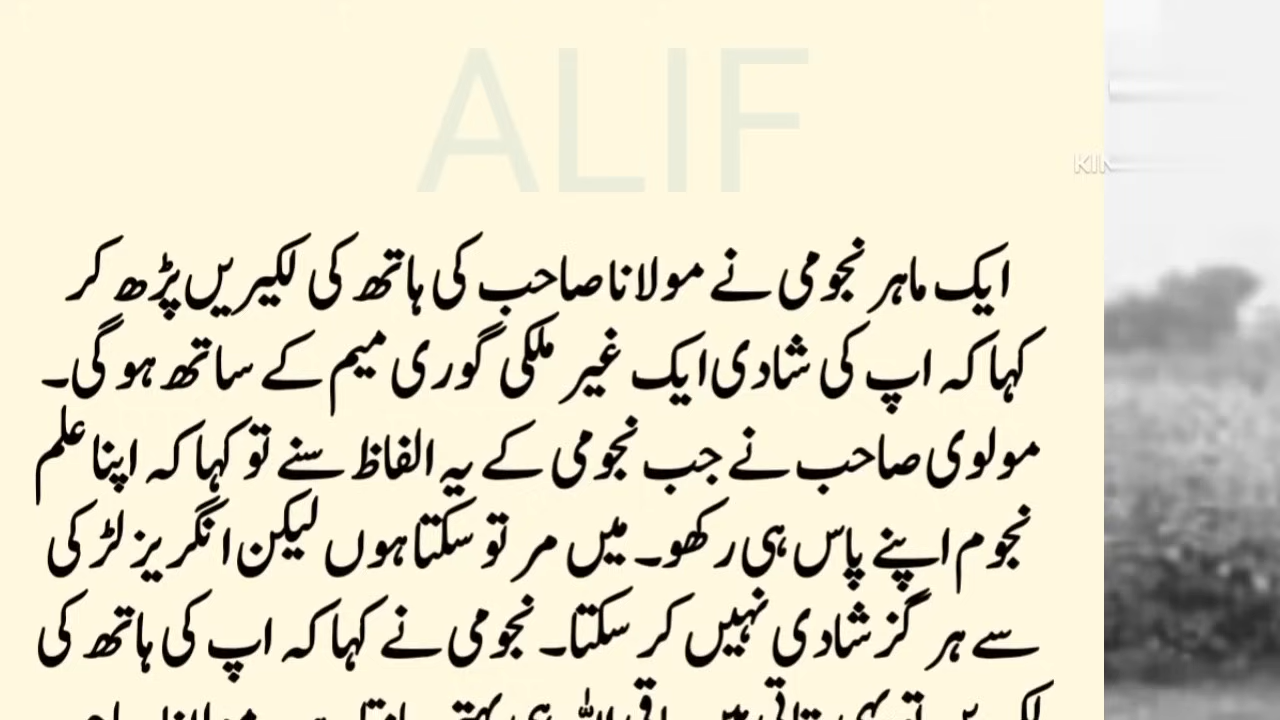 ALIF
KIN
ایک ماہر نجومی نے مولانا صاحب کی ہاتھ کی لکیریں پڑھ کر
کہا کہ اپ کی شادی ایک غیر ملکی گوری میم کے ساتھ ہو گی۔
مولوی صاحب نے جب نجومی کے یہ الفاظ سنے تو کہا کہ اپنا علم
نجوم اپنے پاس ہی رکھو۔ میں مر تو سکتا ہوں لیکن انگریز لڑکی
سے ہر گز شادی نہیں کر سکتا۔ نجومی نے کہا کہ اپ کی ہاتھ کی